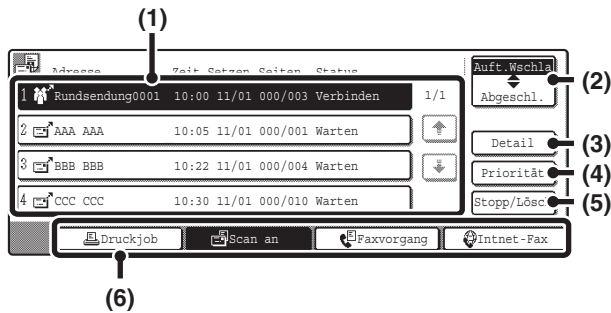 (1)
Adresse Zeit Setzen Seiten Status
Auft.Wschla
Abgeschl.
(2)
1 Rundsendung0001 10:00 11/01 000/003 Verbinden
1/1
2 AAA AAA 10:05 11/01 000/001 Warten
Detail
(3)
3 BBB BBB 10:22 11/01 000/004 Warten
Priorität
(4)
4 CCC CCC 10:30 11/01 000/010 Warten
Stopp/Lösch
(5)
Druckjob Scan an Faxvorgang Intnet-Fax
(6)